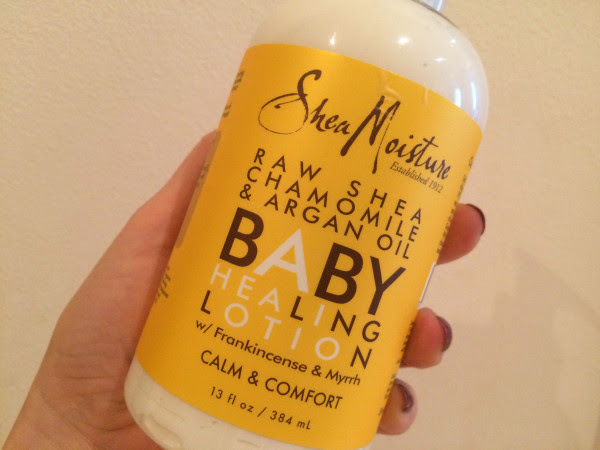 Shea Moisture
Established 1912
RAW SHEA
CHAMOMILE
& ARGAN OIL
BABY
HEALING
LOTION
w/ Frankincense & Myrrh
CALM & COMFORT
13 fl oz / 384 mL